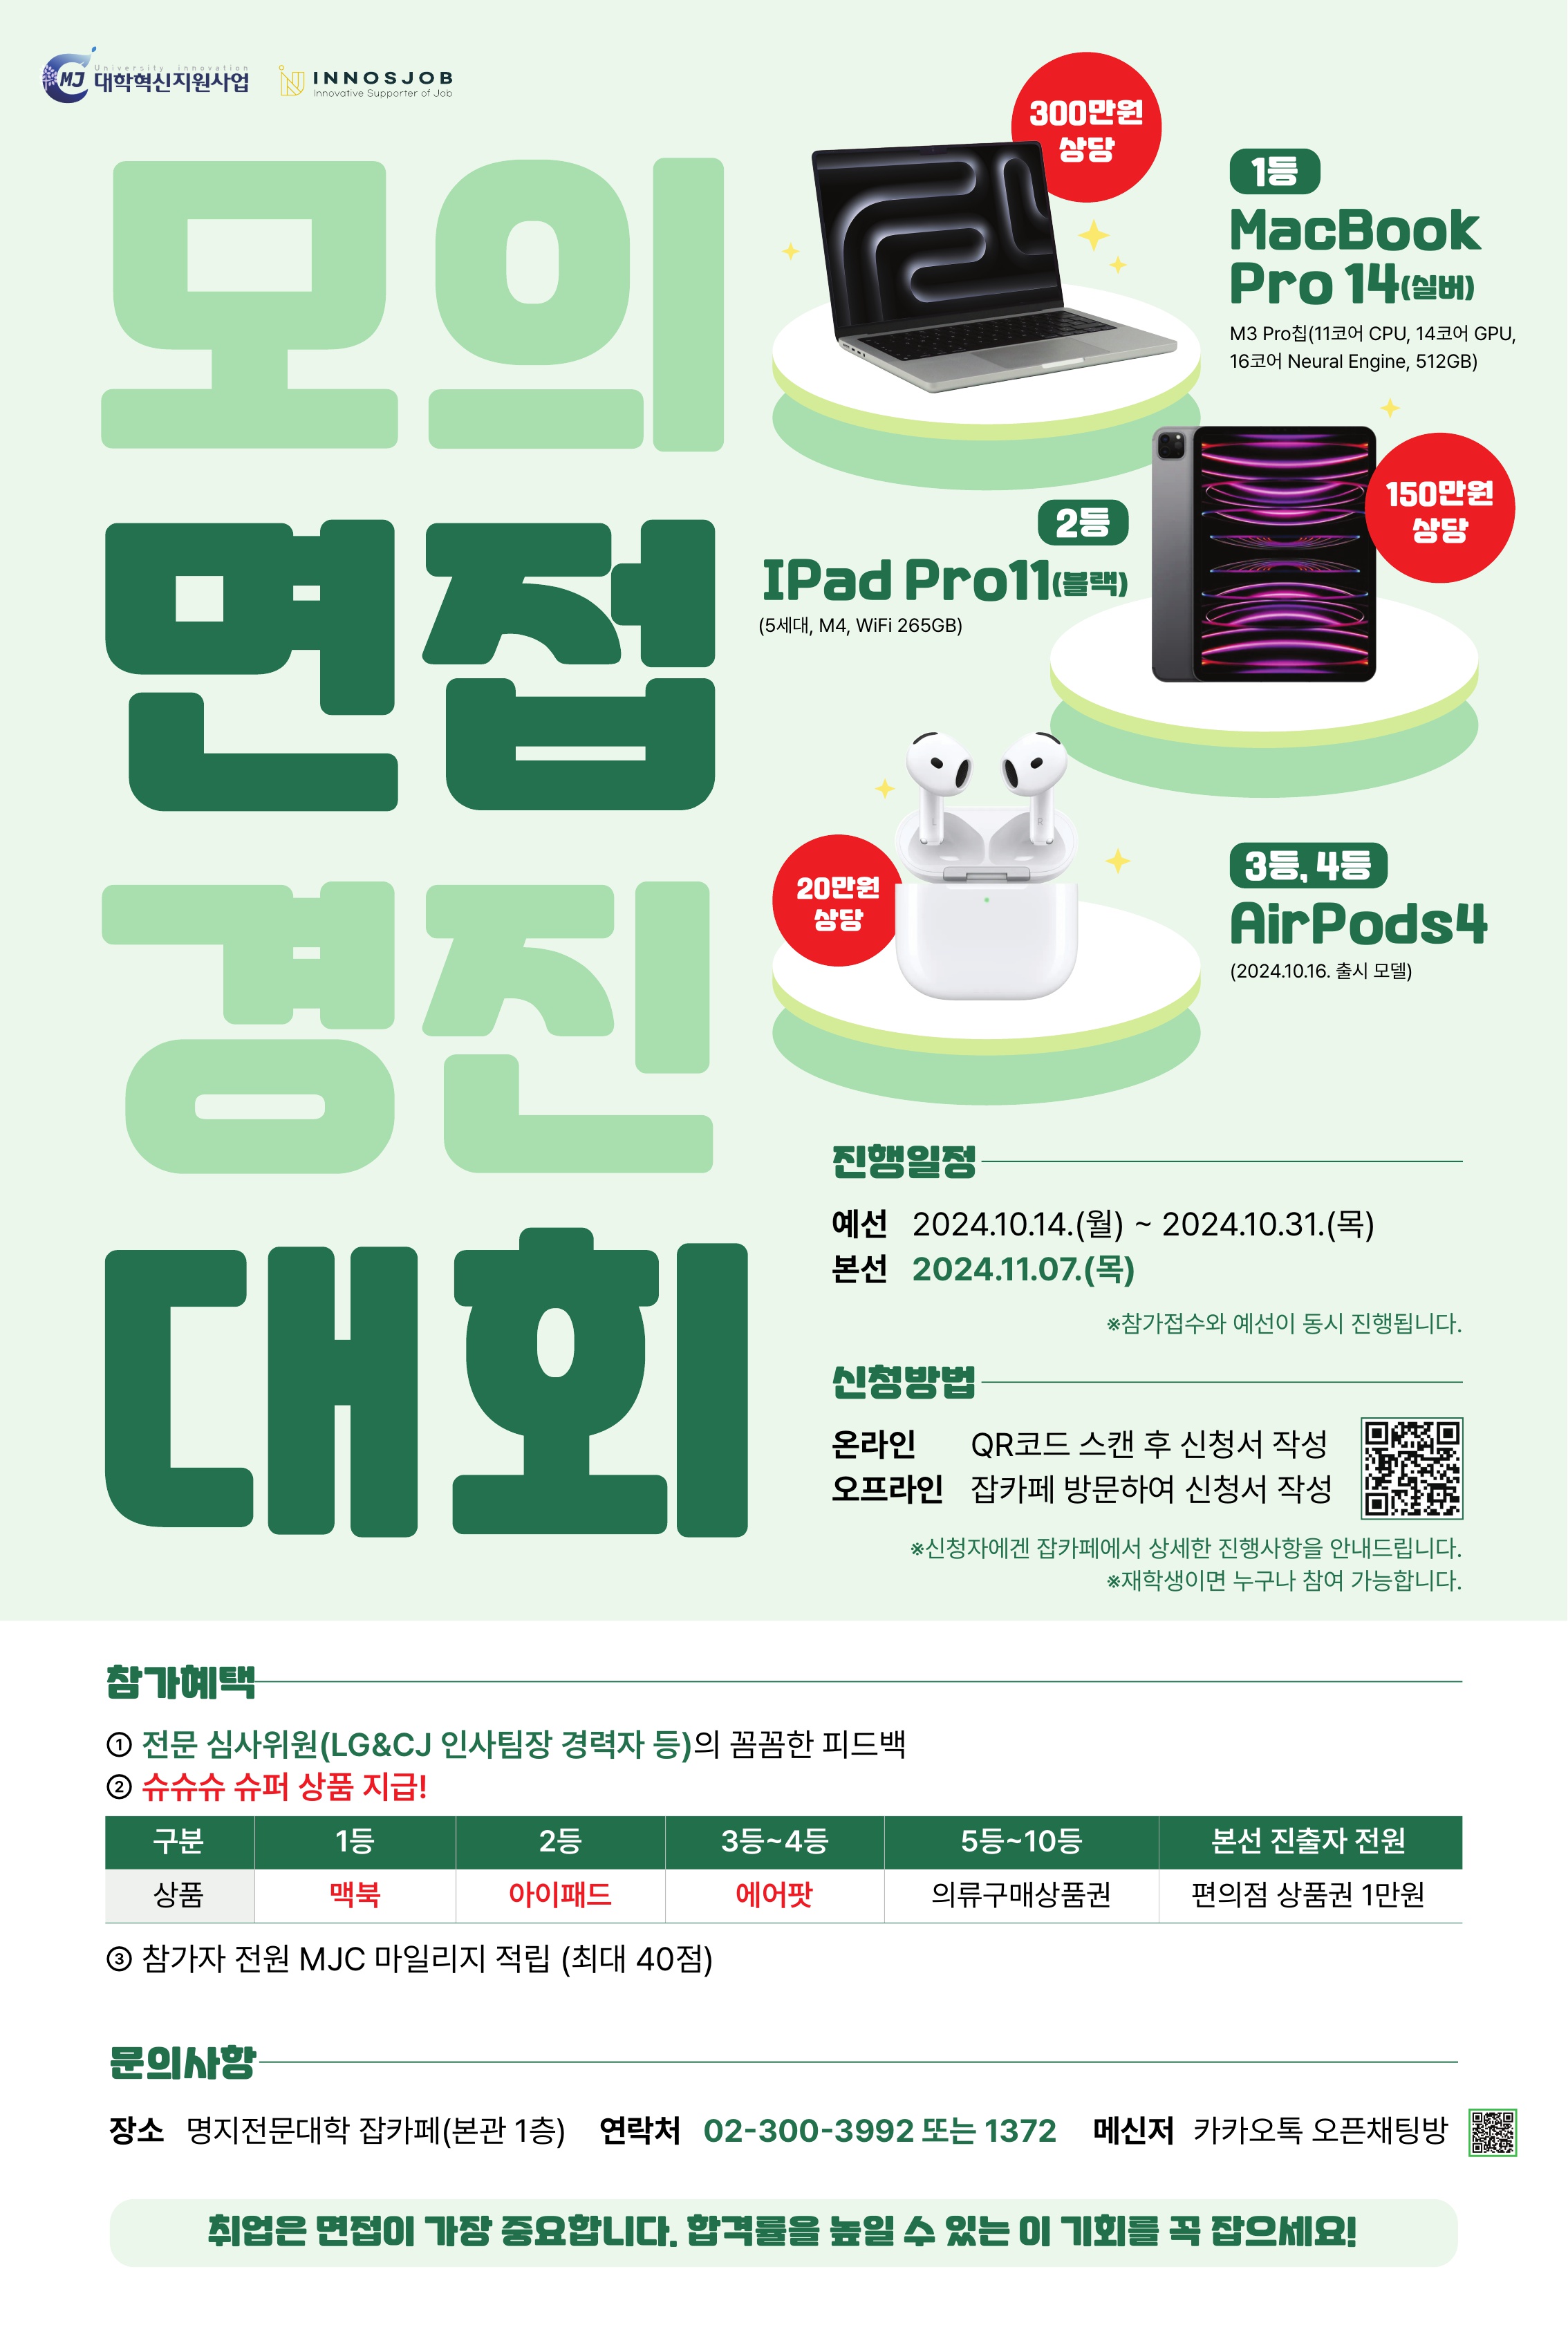 University innovation
MJ 대학혁신지원사업
INNOSJOB
Innovative Supporter of Job
모의
면접
경진
대회
300만원
상당
1등
MacBook
Pro 14(실버)
M3 Pro칩(11코어 CPU, 14코어 GPU,
16코어 Neural Engine, 512GB)
150만원
상당
2등
IPad Pro11(블랙)
(5세대, M4, WiFi 265GB)
20만원
상당
3등, 4등
AirPods4
(2024.10.16. 출시 모델)
진행일정
예선 2024.10.14.(월) ~ 2024.10.31.(목)
본선 2024.11.07.(목)
※참가접수와 예선이 동시 진행됩니다.
신청방법
온라인 QR코드 스캔 후 신청서 작성
오프라인 잡카페 방문하여 신청서 작성
※신청자에겐 잡카페에서 상세한 진행사항을 안내드립니다.
※재학생이면 누구나 참여 가능합니다.
참가혜택
① 전문 심사위원(LG&CJ 인사팀장 경력자 등)의 꼼꼼한 피드백
② 슈슈슈 슈퍼 상품 지급!
구분 1등 2등 3등~4등 5등~10등 본선 진출자 전원
상품 맥북 아이패드 에어팟 의류구매상품권 편의점 상품권 1만원
③ 참가자 전원 MJC 마일리지 적립 (최대 40점)
문의사항
장소 명지전문대학 잡카페(본관 1층) 연락처 02-300-3992 또는 1372 메신저 카카오톡 오픈채팅방
취업은 면접이 가장 중요합니다. 합격률을 높일 수 있는 이 기회를 꼭 잡으세요!